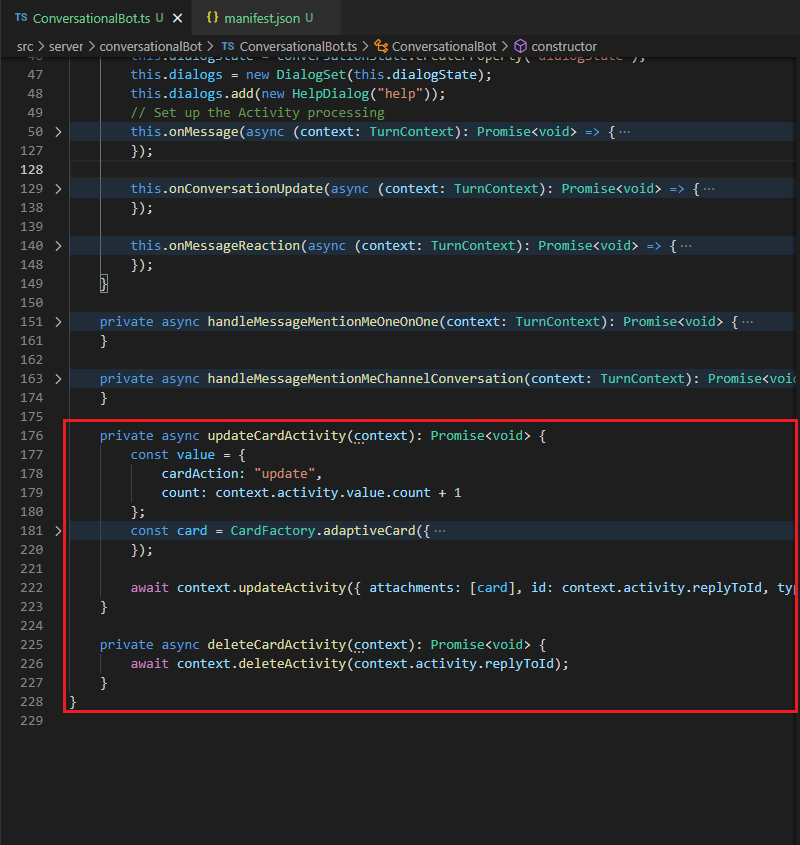 TS ConversationalBot.ts U × {} manifest.json U
src > server > conversationalBot > TS ConversationalBot.ts > ConversationalBot > constructor
47 this.dialogs = new DialogSet(this.dialogState);
48 this.dialogs.add(new HelpDialog("help"));
49 // Set up the Activity processing
50 > this.onMessage(async (context: TurnContext): Promise<void> => { ···
127 });
128
129 > this.onConversationUpdate(async (context: TurnContext): Promise<void> => { ···
138 });
139
140 > this.onMessageReaction(async (context: TurnContext): Promise<void> => { ···
148 });
149 }
150
151 > private async handleMessageMentionMeOneOnOne(context: TurnContext): Promise<void> { ···
161 }
162
163 > private async handleMessageMentionMeChannelConversation(context: TurnContext): Promise<voi
174 }
175
176 private async updateCardActivity(context): Promise<void> {
177 const value = {
178 cardAction: "update",
179 count: context.activity.value.count + 1
180 };
181 > const card = CardFactory.adaptiveCard({ ···
220 });
221
222 await context.updateActivity({ attachments: [card], id: context.activity.replyToId, typ
223 }
224
225 private async deleteCardActivity(context): Promise<void> {
226 await context.deleteActivity(context.activity.replyToId);
227 }
228 }
229